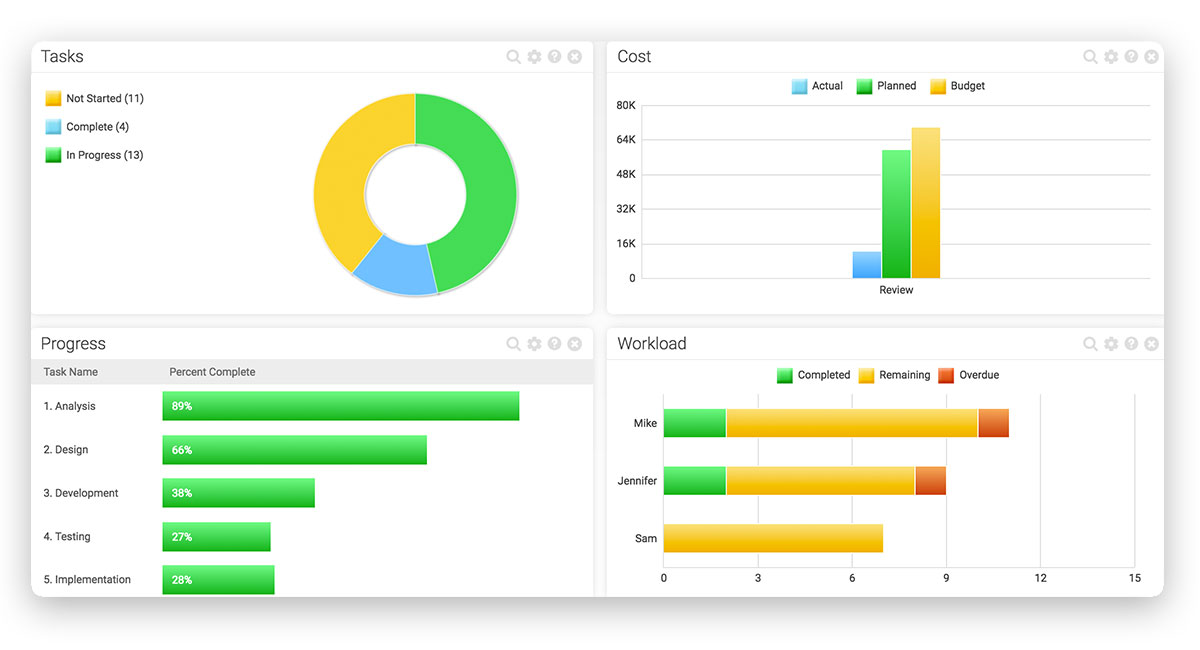 Tasks
Not Started (11)
Complete (4)
In Progress (13)
Cost
Actual Planned Budget
80K
64K
48K
32K
16K
0
Review
Progress
Task Name Percent Complete
1. Analysis 89%
2. Design 66%
3. Development 38%
4. Testing 27%
5. Implementation 28%
Workload
Completed Remaining Overdue
Mike
Jennifer
Sam
0 3 6 9 12 15